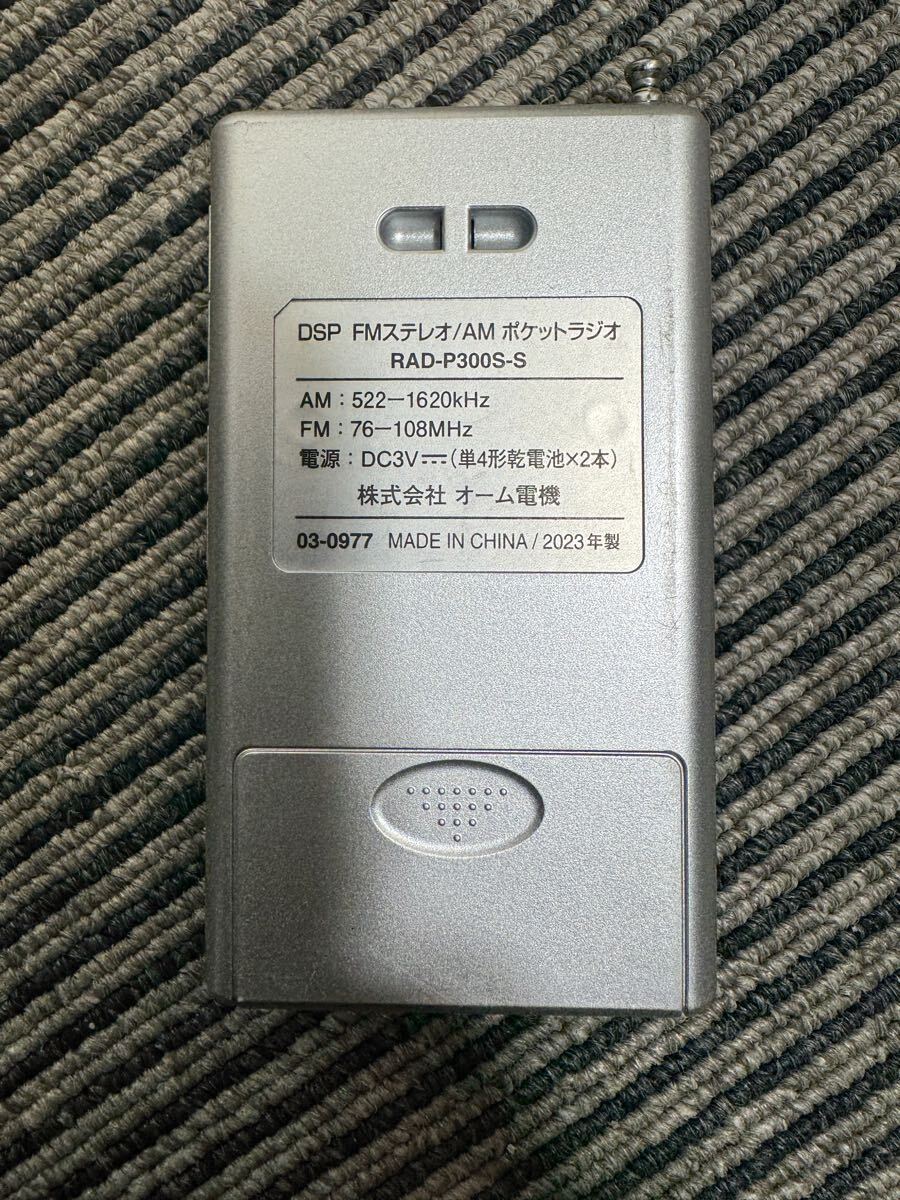 DSP FMステレオ/AM ポケットラジオ
RAD-P300S-S
AM：522ー1620kHz
FM：76ー108MHz
電源：DC3V⎓（単4形乾電池×2本）
株式会社 オーム電機
03-0977 MADE IN CHINA / 2023年製